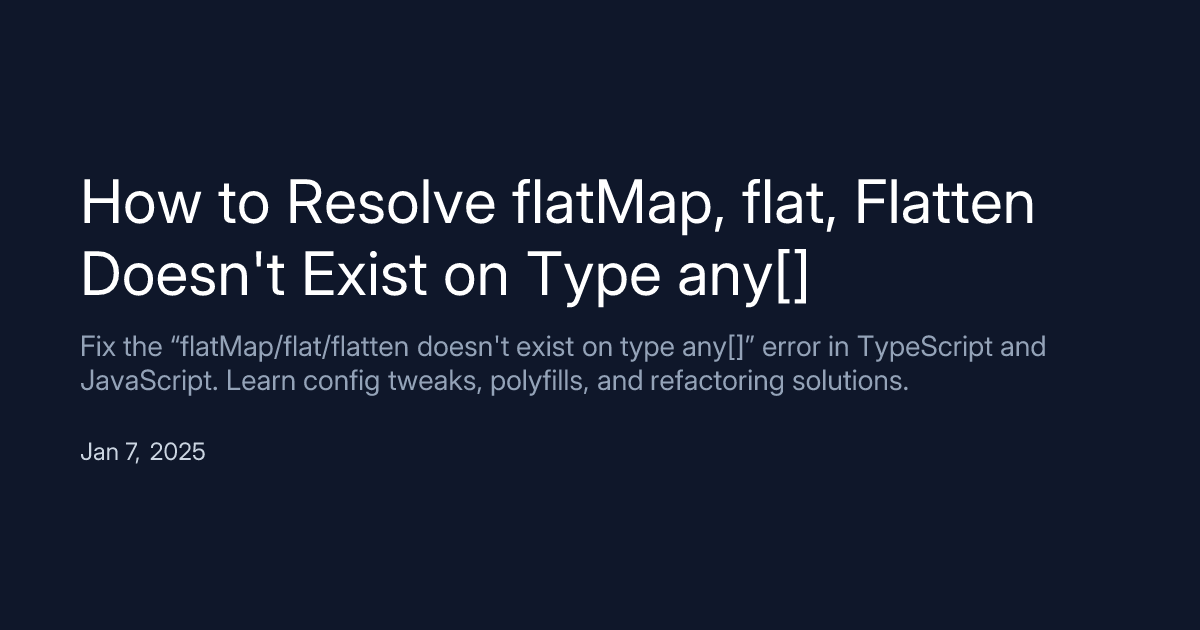 How to Resolve flatMap, flat, Flatten
Doesn't Exist on Type any[]
Fix the “flatMap/flat/flatten doesn't exist on type any[]” error in TypeScript and
JavaScript. Learn config tweaks, polyfills, and refactoring solutions.
Jan 7, 2025